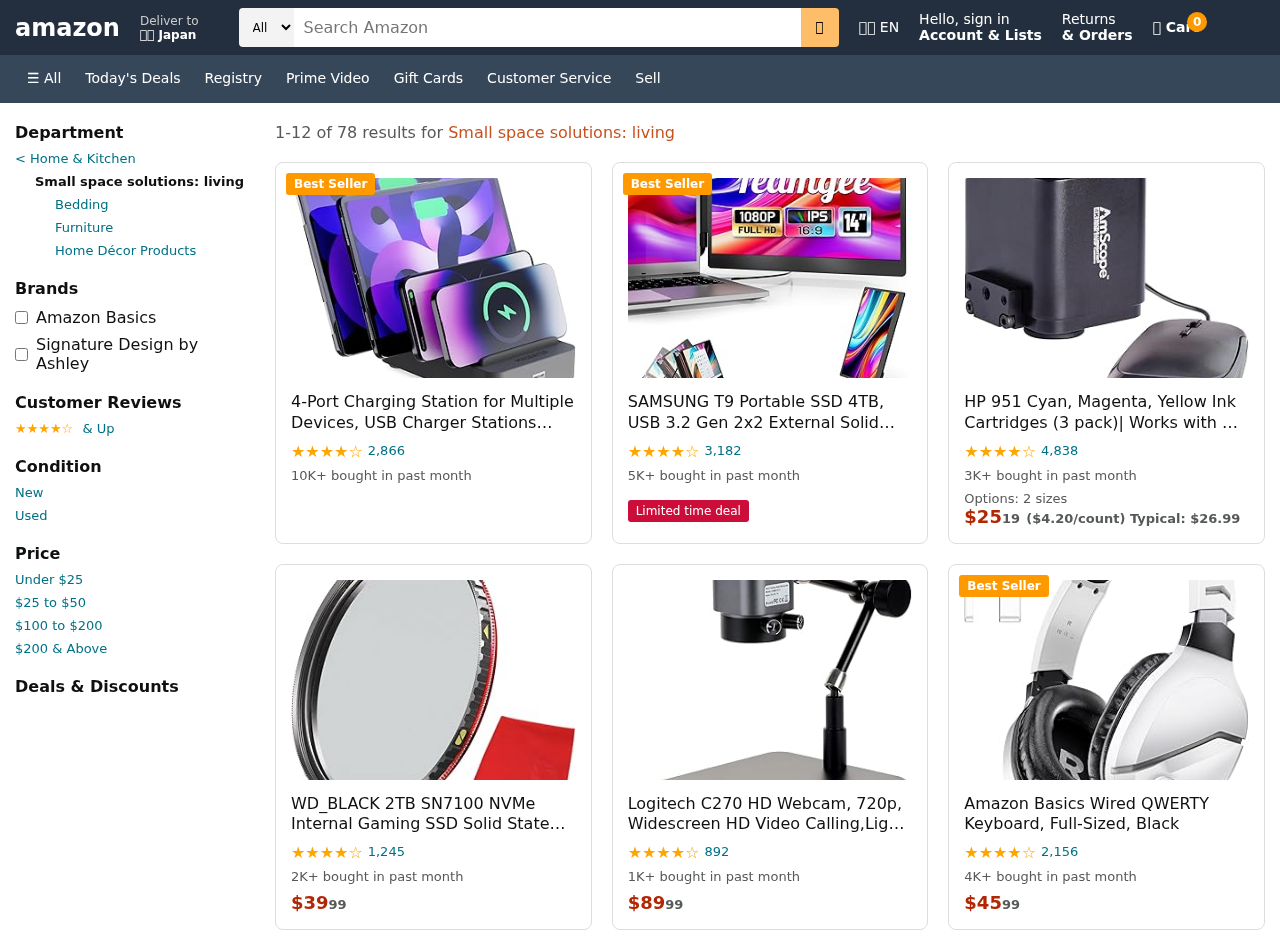 amazon
Deliver to
Japan
All
Search Amazon
EN
Hello, sign in
Account & Lists
Returns
& Orders
0
☰ All
Today's Deals
Registry
Prime Video
Gift Cards
Customer Service
Sell
Department
< Home & Kitchen
Small space solutions: living
Bedding
Furniture
Home Décor Products
Brands
Amazon Basics
Signature Design by
Ashley
Customer Reviews
★★★★☆ & Up
Condition
New
Used
Price
Under $25
$25 to $50
$100 to $200
$200 & Above
Deals & Discounts
1-12 of 78 results for Small space solutions: living
Best Seller
4-Port Charging Station for Multiple
Devices, USB Charger Stations…
★★★★☆ 2,866
10K+ bought in past month
Best Seller
Teamgee
1080P
FULL HD
IPS
16:9
14"
SAMSUNG T9 Portable SSD 4TB,
USB 3.2 Gen 2x2 External Solid…
★★★★☆ 3,182
5K+ bought in past month
Limited time deal
AmScope
HP 951 Cyan, Magenta, Yellow Ink
Cartridges (3 pack)| Works with …
★★★★☆ 4,838
3K+ bought in past month
Options: 2 sizes
$25 19 ($4.20/count) Typical: $26.99
WD_BLACK 2TB SN7100 NVMe
Internal Gaming SSD Solid State…
★★★★☆ 1,245
2K+ bought in past month
$39 99
Logitech C270 HD Webcam, 720p,
Widescreen HD Video Calling,Lig…
★★★★☆ 892
1K+ bought in past month
$89 99
Best Seller
R
Amazon Basics Wired QWERTY
Keyboard, Full-Sized, Black
★★★★☆ 2,156
4K+ bought in past month
$45 99